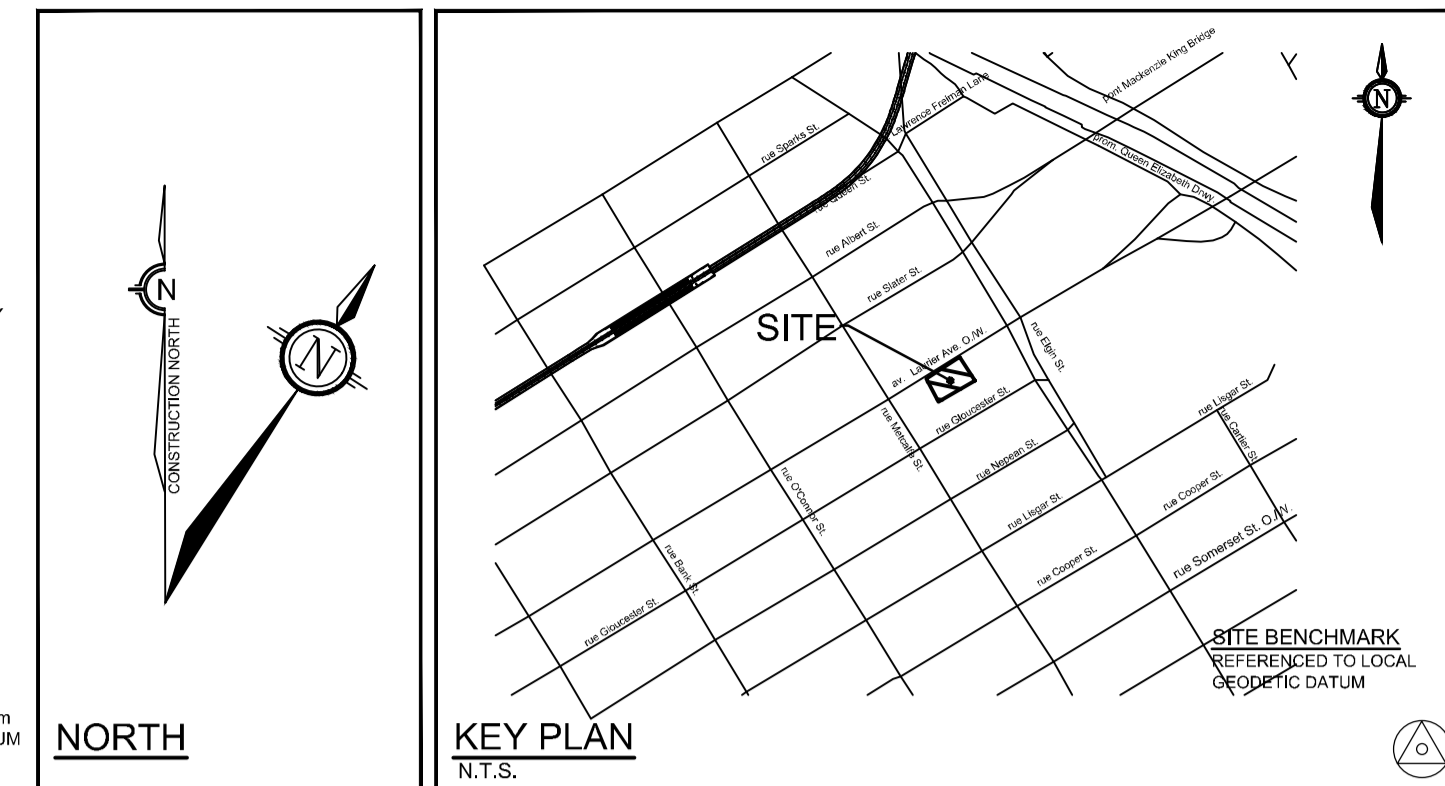 m
UM
N
CONSTRUCTION NORTH
N
NORTH
pont Mackenzie King Bridge
Lawrence Freiman Lane
N
rue Sparks St.
prom. Queen Elizabeth Drwy.
rue Queen St.
rue Albert St.
rue Slater St.
SITE
av. Laurier Ave. O./W.
rue Elgin St.
rue Gloucester St.
rue Metcalfe St.
rue Lisgar St.
rue Cartier St.
rue Nepean St.
rue O'Connor St.
rue Cooper St.
rue Lisgar St.
rue Somerset St. O./W.
rue Bank St.
rue Cooper St.
rue Gloucester St.
SITE BENCHMARK
REFERENCED TO LOCAL
GEODETIC DATUM
KEY PLAN
N.T.S.